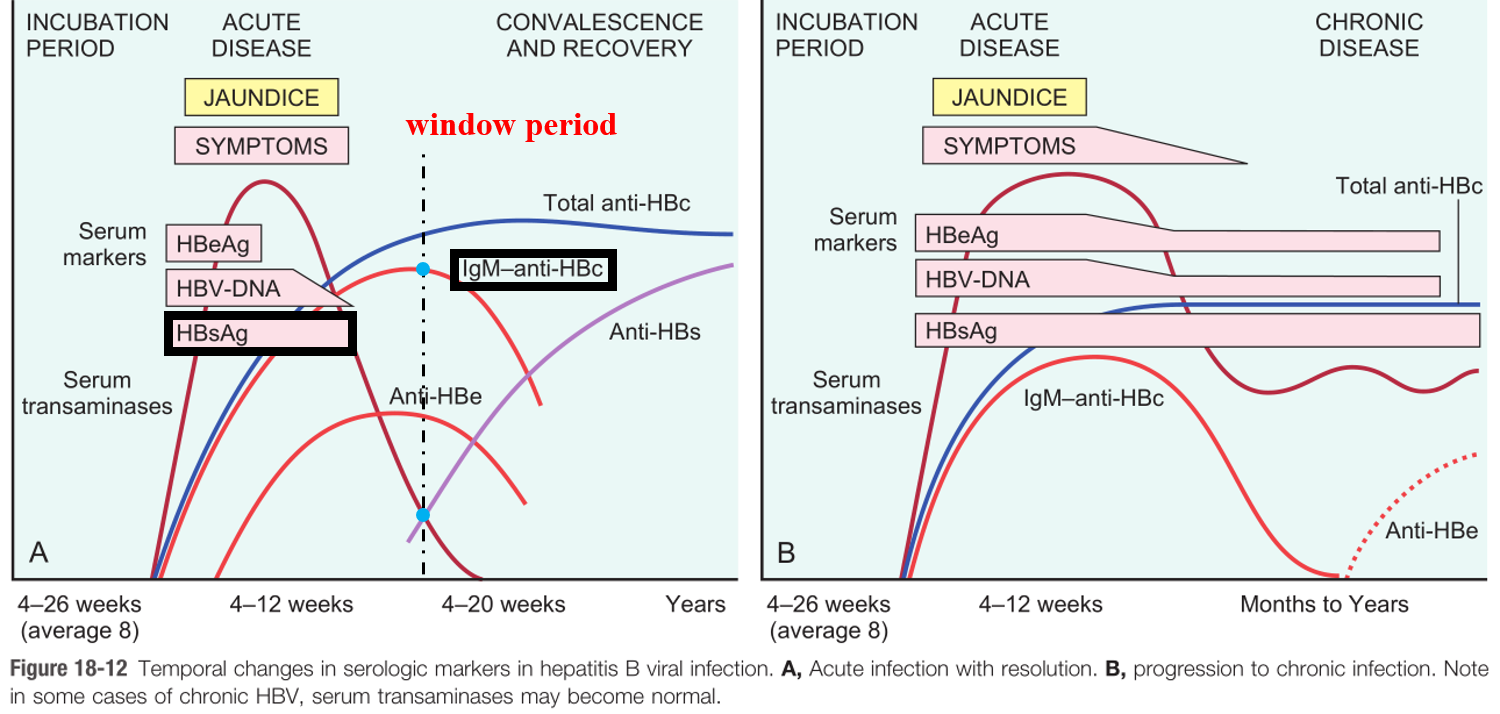 INCUBATION
PERIOD
ACUTE
DISEASE
CONVALESCENCE
AND RECOVERY
JAUNDICE
SYMPTOMS
window period
Total anti-HBc
Serum
markers
HBeAg
HBV-DNA
HBsAg
IgM–anti-HBc
Anti-HBs
Serum
transaminases
Anti-HBe
A
4–26 weeks
(average 8)
4–12 weeks
4–20 weeks
Years
INCUBATION
PERIOD
ACUTE
DISEASE
CHRONIC
DISEASE
JAUNDICE
SYMPTOMS
Total anti-HBc
Serum
markers
HBeAg
HBV-DNA
HBsAg
Serum
transaminases
IgM–anti-HBc
Anti-HBe
B
4–26 weeks
(average 8)
4–12 weeks
Months to Years
Figure 18-12 Temporal changes in serologic markers in hepatitis B viral infection. A, Acute infection with resolution. B, progression to chronic infection. Note
in some cases of chronic HBV, serum transaminases may become normal.